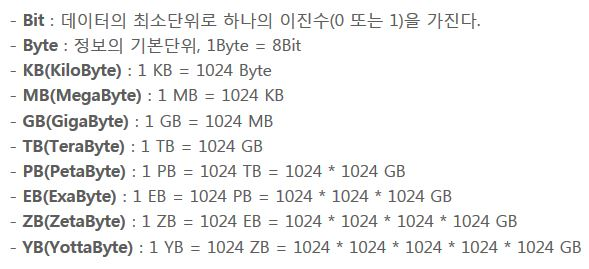 - Bit : 데이터의 최소단위로 하나의 이진수(0 또는 1)을 가진다.
- Byte : 정보의 기본단위, 1Byte = 8Bit
- KB(KiloByte) : 1 KB = 1024 Byte
- MB(MegaByte) : 1 MB = 1024 KB
- GB(GigaByte) : 1 GB = 1024 MB
- TB(TeraByte) : 1 TB = 1024 GB
- PB(PetaByte) : 1 PB = 1024 TB = 1024 * 1024 GB
- EB(ExaByte) : 1 EB = 1024 PB = 1024 * 1024 * 1024 GB
- ZB(ZetaByte) : 1 ZB = 1024 EB = 1024 * 1024 * 1024 * 1024 GB
- YB(YottaByte) : 1 YB = 1024 ZB = 1024 * 1024 * 1024 * 1024 * 1024 GB